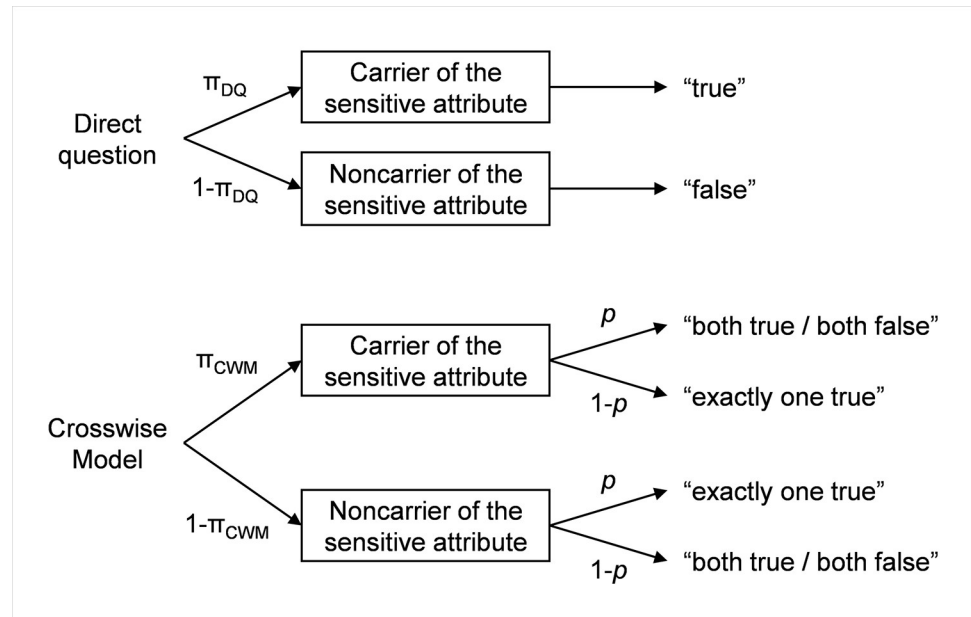 π_DQ
Carrier of the
sensitive attribute
“true”
Direct
question
1-π_DQ
Noncarrier of the
sensitive attribute
“false”
π_CWM
Carrier of the
sensitive attribute
p
“both true / both false”
1-p
“exactly one true”
Crosswise
Model
1-π_CWM
Noncarrier of the
sensitive attribute
p
“exactly one true”
1-p
“both true / both false”